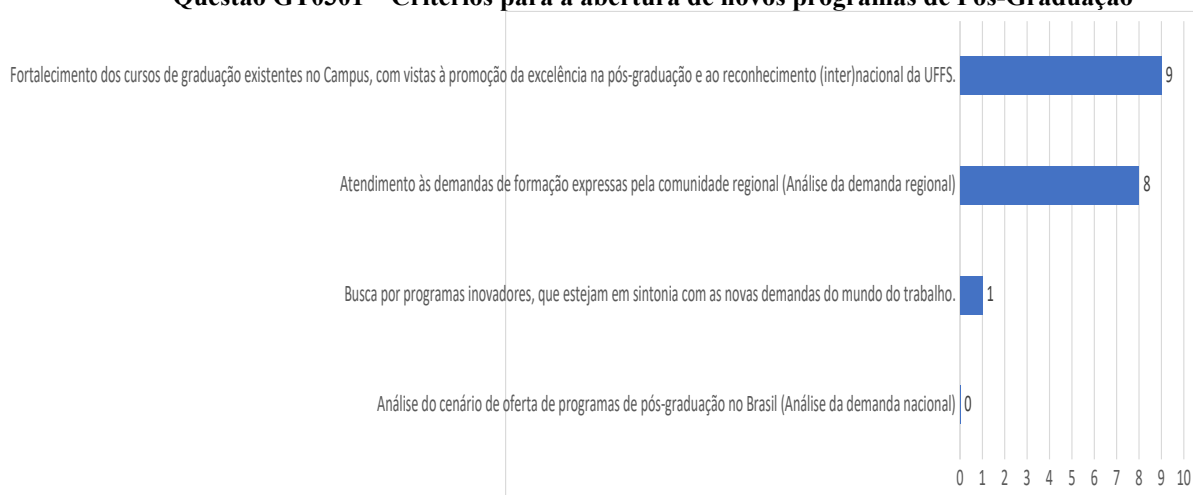 Questão GT0301 – Critérios para a abertura de novos programas de Pós-Graduação
Fortalecimento dos cursos de graduação existentes no Campus, com vistas à promoção da excelência na pós-graduação e ao reconhecimento (inter)nacional da UFFS.
9
Atendimento às demandas de formação expressas pela comunidade regional (Análise da demanda regional)
8
Busca por programas inovadores, que estejam em sintonia com as novas demandas do mundo do trabalho.
1
Análise do cenário de oferta de programas de pós-graduação no Brasil (Análise da demanda nacional)
0
0 1 2 3 4 5 6 7 8 9 10